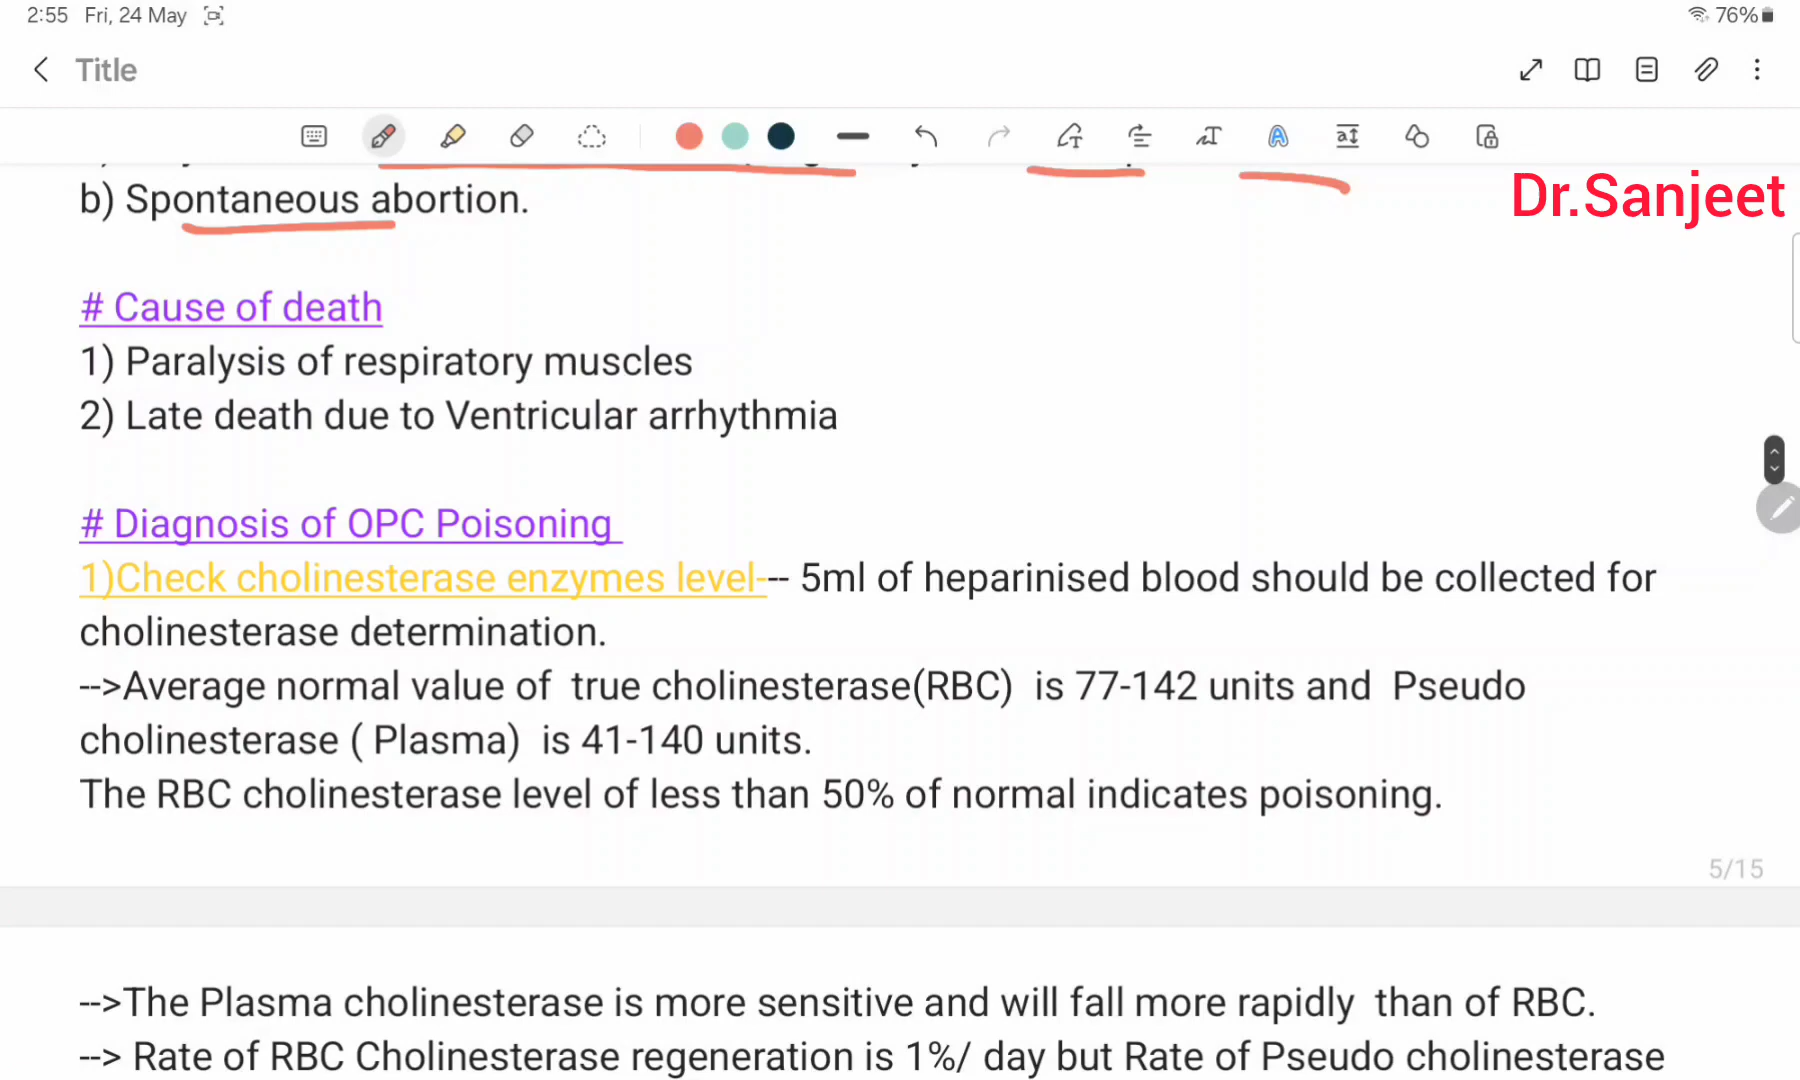 2:55 Fri, 24 May
76%
Title
b) Spontaneous abortion.
Dr.Sanjeet
# Cause of death
1) Paralysis of respiratory muscles
2) Late death due to Ventricular arrhythmia
# Diagnosis of OPC Poisoning
1)Check cholinesterase enzymes level--- 5ml of heparinised blood should be collected for
cholinesterase determination.
-->Average normal value of true cholinesterase(RBC) is 77-142 units and Pseudo
cholinesterase ( Plasma) is 41-140 units.
The RBC cholinesterase level of less than 50% of normal indicates poisoning.
5/15
-->The Plasma cholinesterase is more sensitive and will fall more rapidly than of RBC.
--> Rate of RBC Cholinesterase regeneration is 1%/ day but Rate of Pseudo cholinesterase